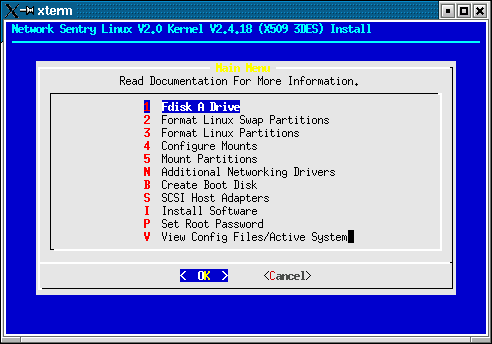 xterm
Network Sentry Linux V2.0 Kernel V2.4.18 (X509 3DES) Install
Main Menu
Read Documentation For More Information.
1 Fdisk A Drive
2 Format Linux Swap Partitions
3 Format Linux Partitions
4 Configure Mounts
5 Mount Partitions
N Additional Networking Drivers
B Create Boot Disk
S SCSI Host Adapters
I Install Software
P Set Root Password
V View Config Files/Active System
< OK > <Cancel>